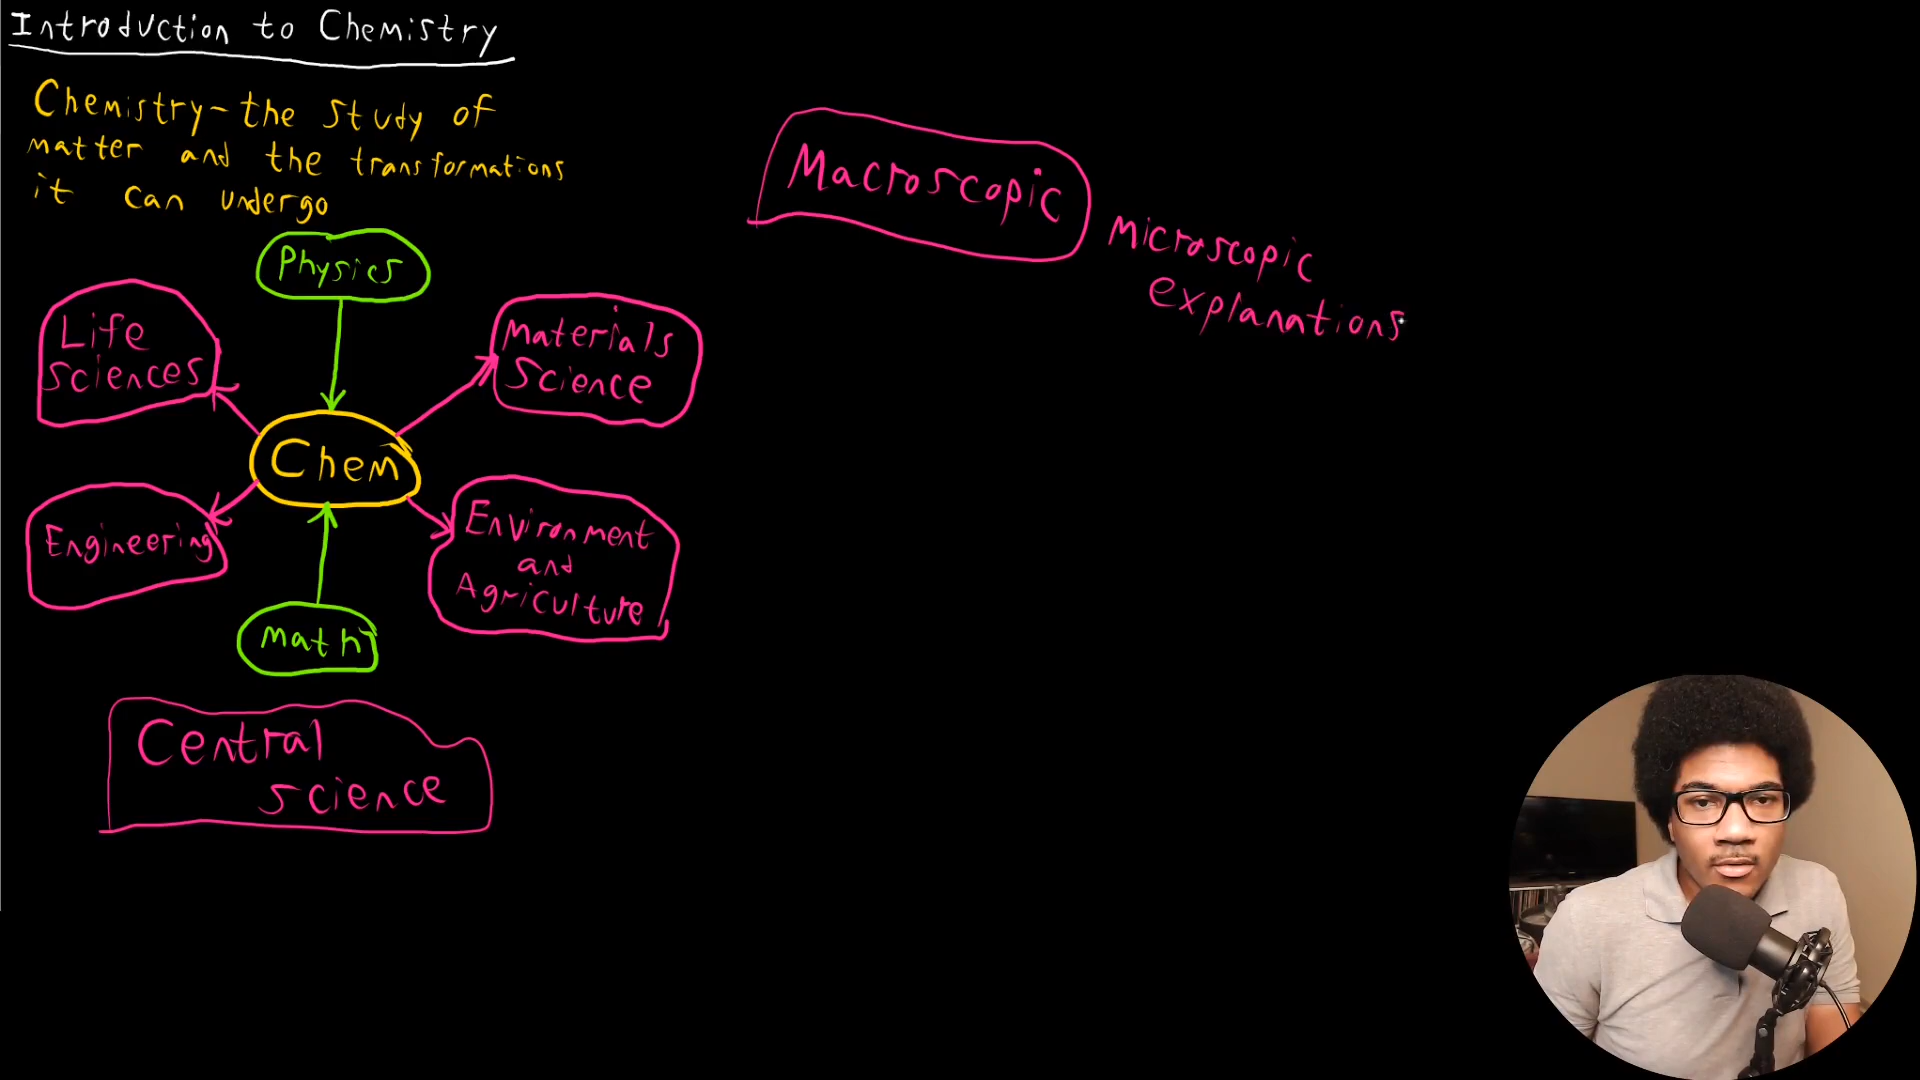 Introduction to Chemistry
Chemistry - the study of
matter and the transformations
it can undergo
Physics
Life
Sciences
Materials
Science
Chem
Engineering
Environment
and
Agriculture
Math
Central
science
Macroscopic
Microscopic
explanations